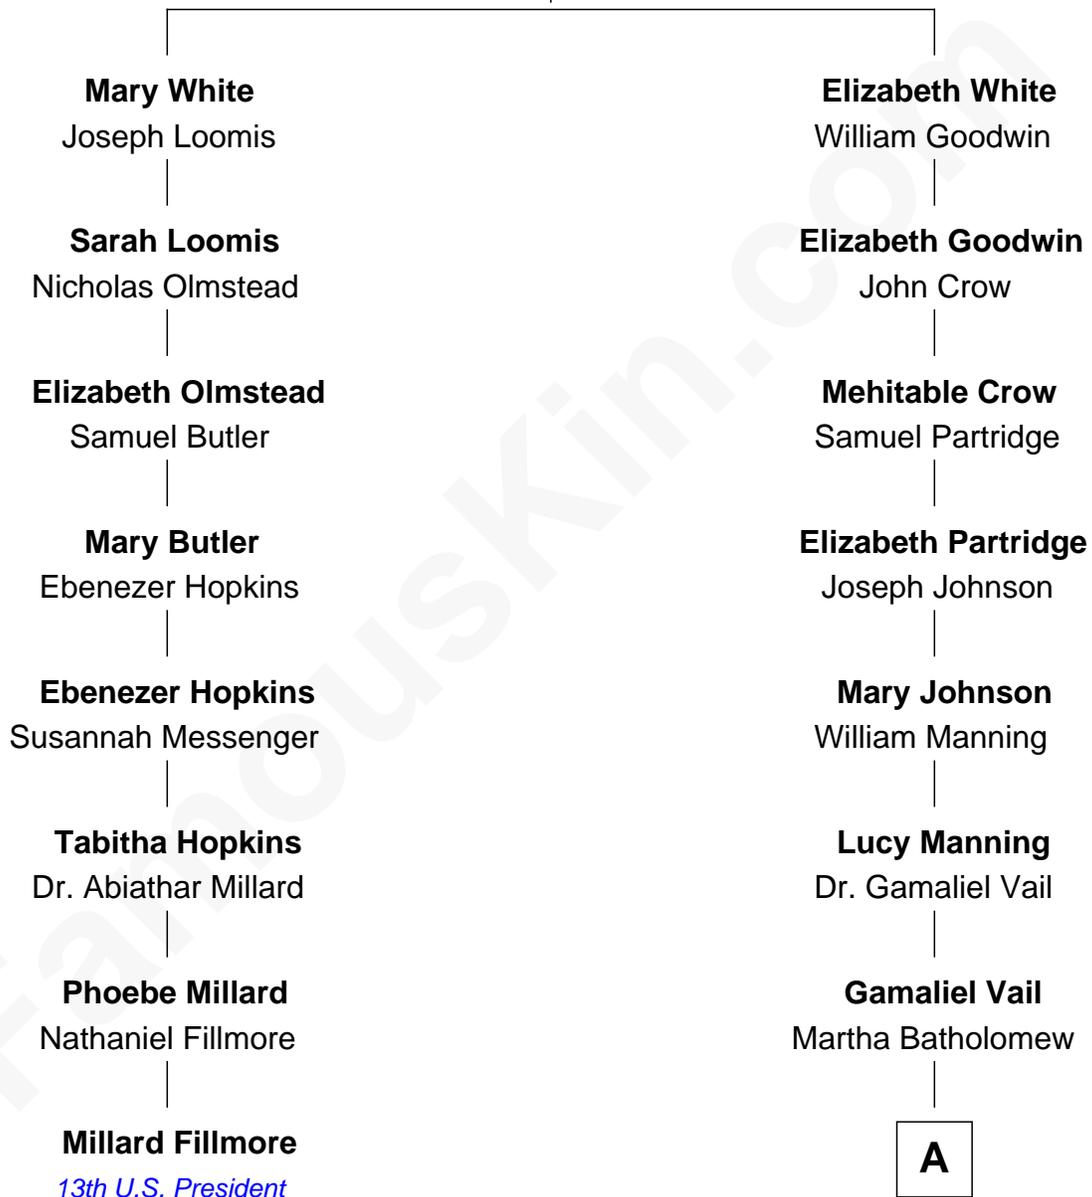 Mary White
Joseph Loomis
Sarah Loomis
Nicholas Olmstead
Elizabeth Olmstead
Samuel Butler
Mary Butler
Ebenezer Hopkins
Ebenezer Hopkins
Susannah Messenger
Tabitha Hopkins
Dr. Abiathar Millard
Phoebe Millard
Nathaniel Fillmore
Millard Fillmore
13th U.S. President
Elizabeth White
William Goodwin
Elizabeth Goodwin
John Crow
Mehitable Crow
Samuel Partridge
Elizabeth Partridge
Joseph Johnson
Mary Johnson
William Manning
Lucy Manning
Dr. Gamaliel Vail
Gamaliel Vail
Martha Batholomew
A
FamousKin.com